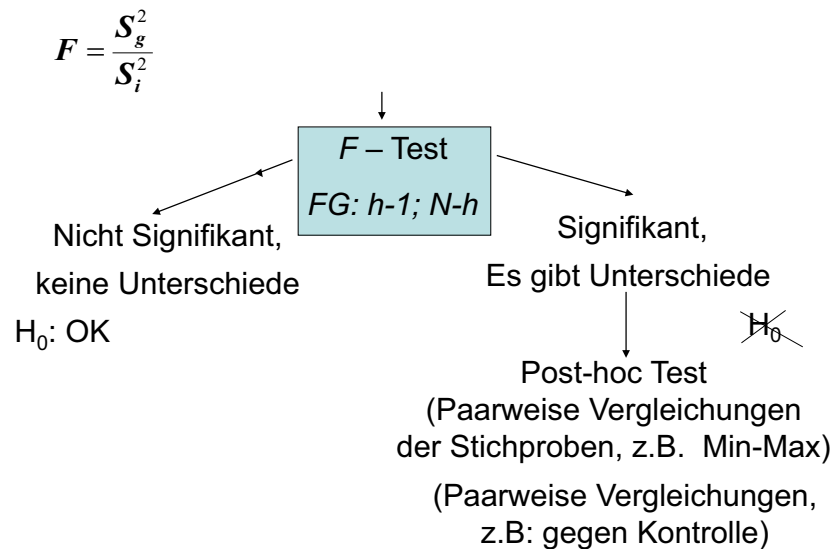 F = S_g^2 / S_i^2
F – Test
FG: h-1; N-h
Nicht Signifikant,
keine Unterschiede
H₀: OK
Signifikant,
Es gibt Unterschiede
H₀
Post-hoc Test
(Paarweise Vergleichungen
der Stichproben, z.B. Min-Max)
(Paarweise Vergleichungen,
z.B: gegen Kontrolle)